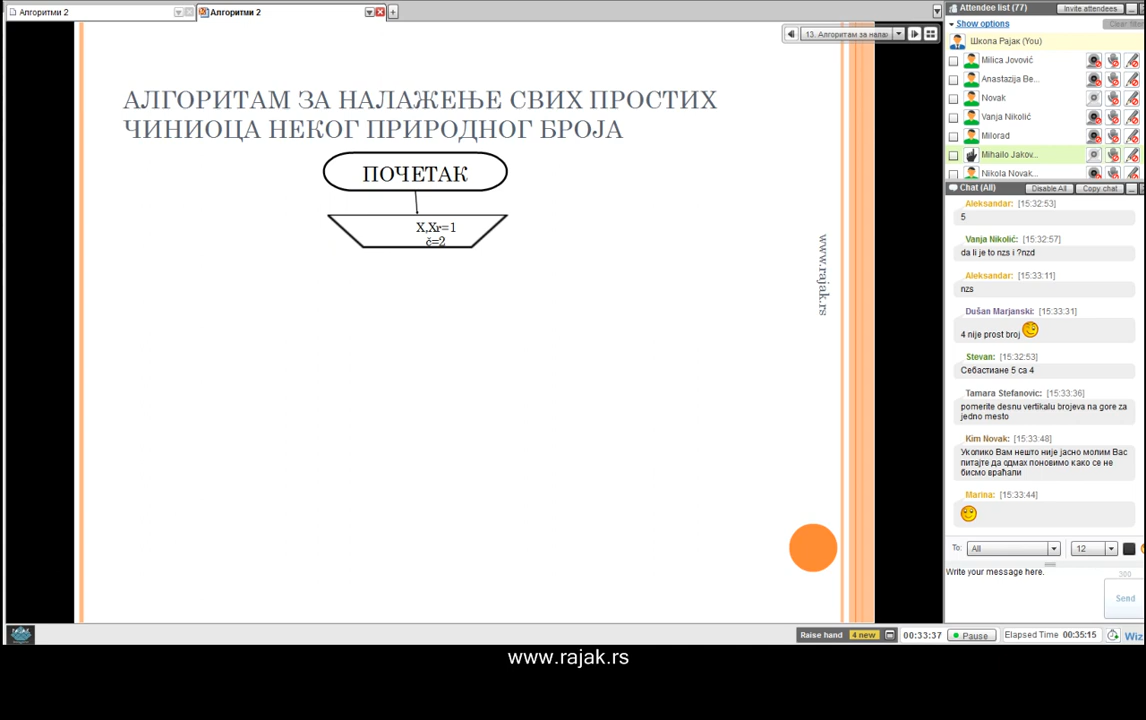 Алгоритми 2
Алгоритми 2
13. Алгоритам за нала
АЛГОРИТАМ ЗА НАЛАЖЕЊЕ СВИХ ПРОСТИХ
ЧИНИОЦА НЕКОГ ПРИРОДНОГ БРОЈА
ПОЧЕТАК
X,Xr=1
č=2
www.rajak.rs
Attendee list (77)
Invite attendees
Show options
Clear
Школа Рајак (You)
Milica Jovović
Anastazija Be...
Novak
Vanja Nikolić
Milorad
Mihailo Jakov...
Nikola Novak...
Chat (All)
Disable All
Copy chat
Aleksandar: [15:32:53]
5
Vanja Nikolić: [15:32:57]
da li je to nzs i ?nzd
Aleksandar: [15:33:11]
nzs
Dušan Marjanski: [15:33:31]
4 nije prost broj
Stevan: [15:32:53]
Себастиане 5 са 4
Tamara Stefanovic: [15:33:36]
pomerite desnu vertikalu brojeva na gore za
jedno mesto
Kim Novak: [15:33:48]
Уколико Вам нешто није јасно молим Вас
питајте да одмах поновимо како се не
бисмо враћали
Marina: [15:33:44]
To:
All
12
Write your message here.
300
Send
Raise hand
4 new
00:33:37
Pause
Elapsed Time 00:35:15
Wiz
www.rajak.rs